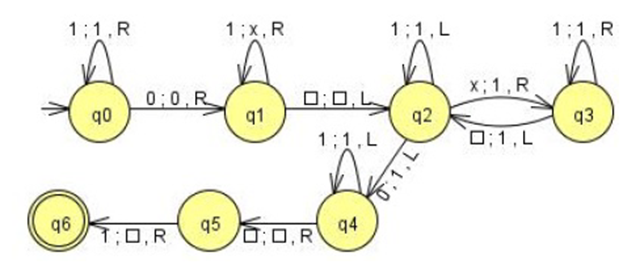 1 ; 1 , R 1 ; x , R 1 ; 1 , L 1 ; 1 , R
q0 0 ; 0 , R q1 □ ; □ , L q2 x ; 1 , R q3
□ ; 1 , L
1 ; 1 , L 0 ; 1 , L
q6 1 ; □ , R q5 □ ; □ , R q4